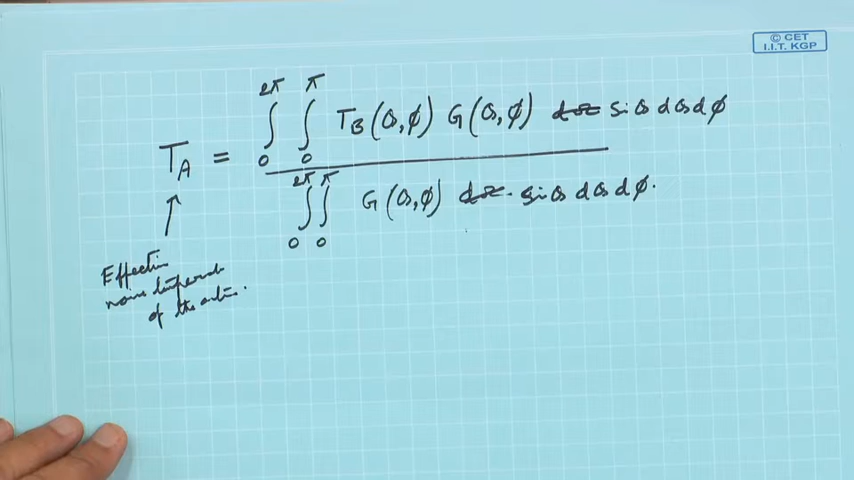 © CET
I.I.T. KGP
2π π
∫ ∫ T_B(θ,φ) G(θ,φ) sinθ dθ dφ
0 0
T_A =
2π π
∫∫ G(θ,φ) sinθ dθ dφ.
0 0
Effective
noise temperature
of the antenna.